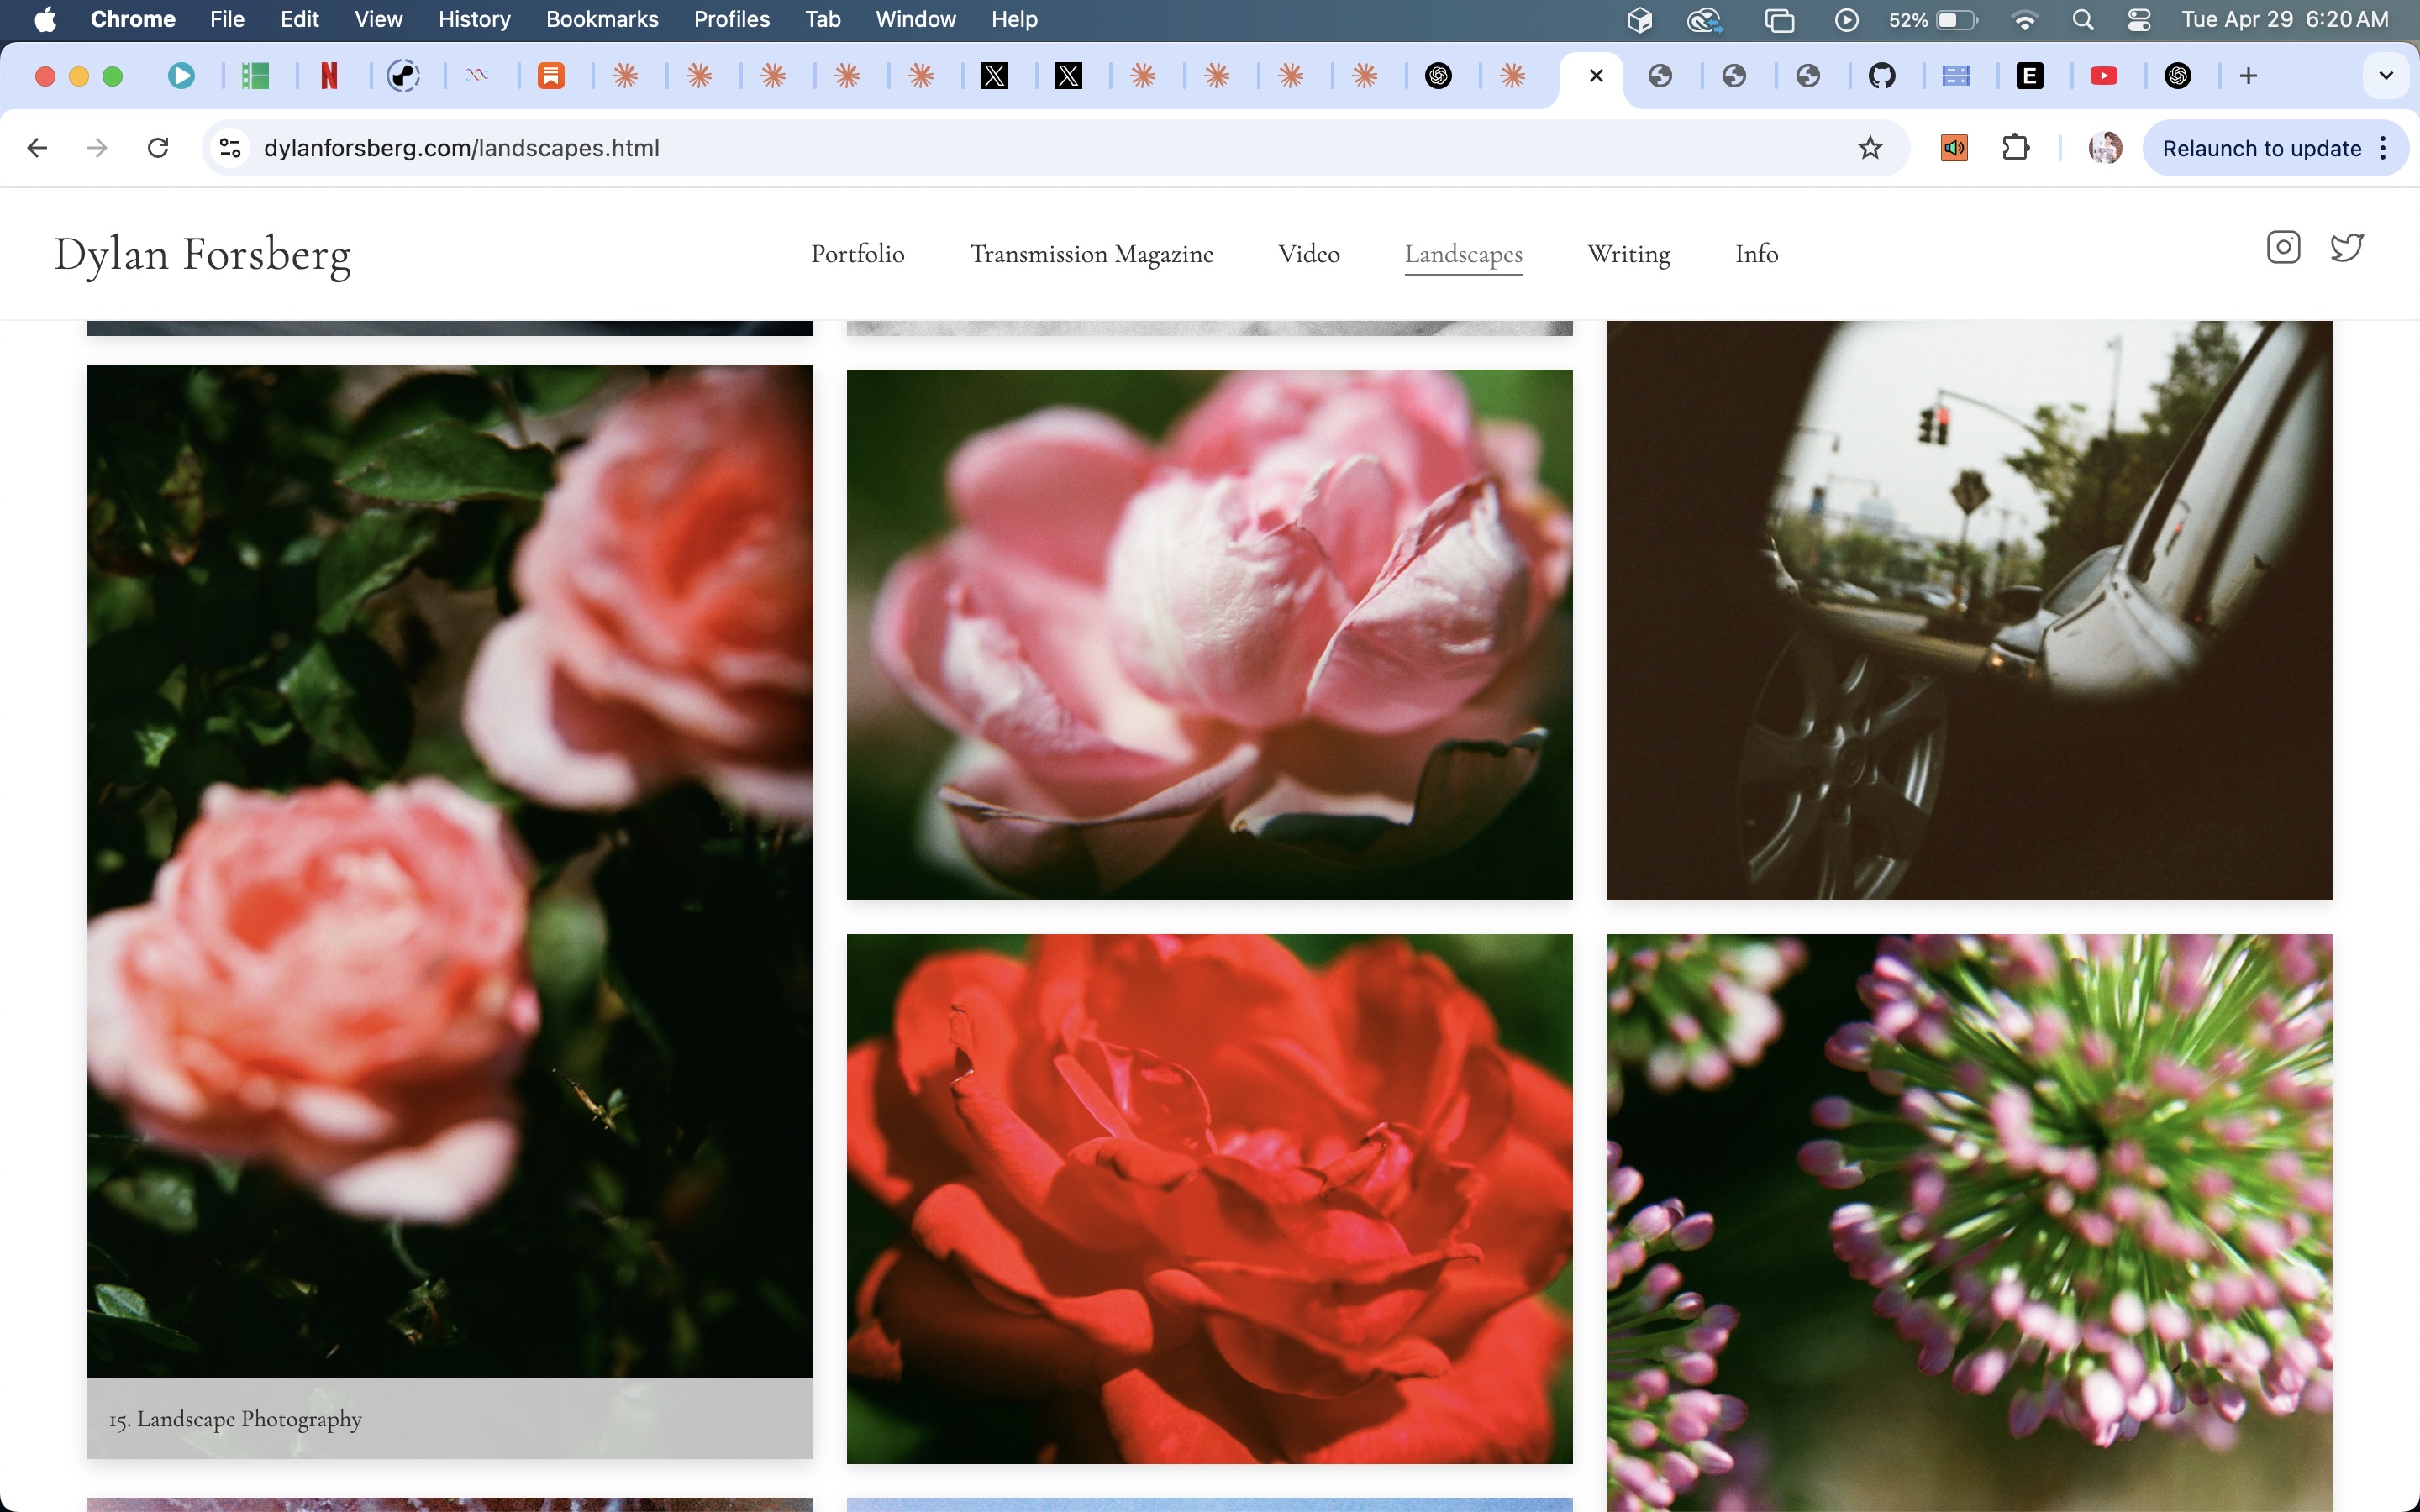 Chrome File Edit View History Bookmarks Profiles Tab Window Help 52% Tue Apr 29 6:20 AM
dylanforsberg.com/landscapes.html Relaunch to update
Dylan Forsberg Portfolio Transmission Magazine Video Landscapes Writing Info
15. Landscape Photography